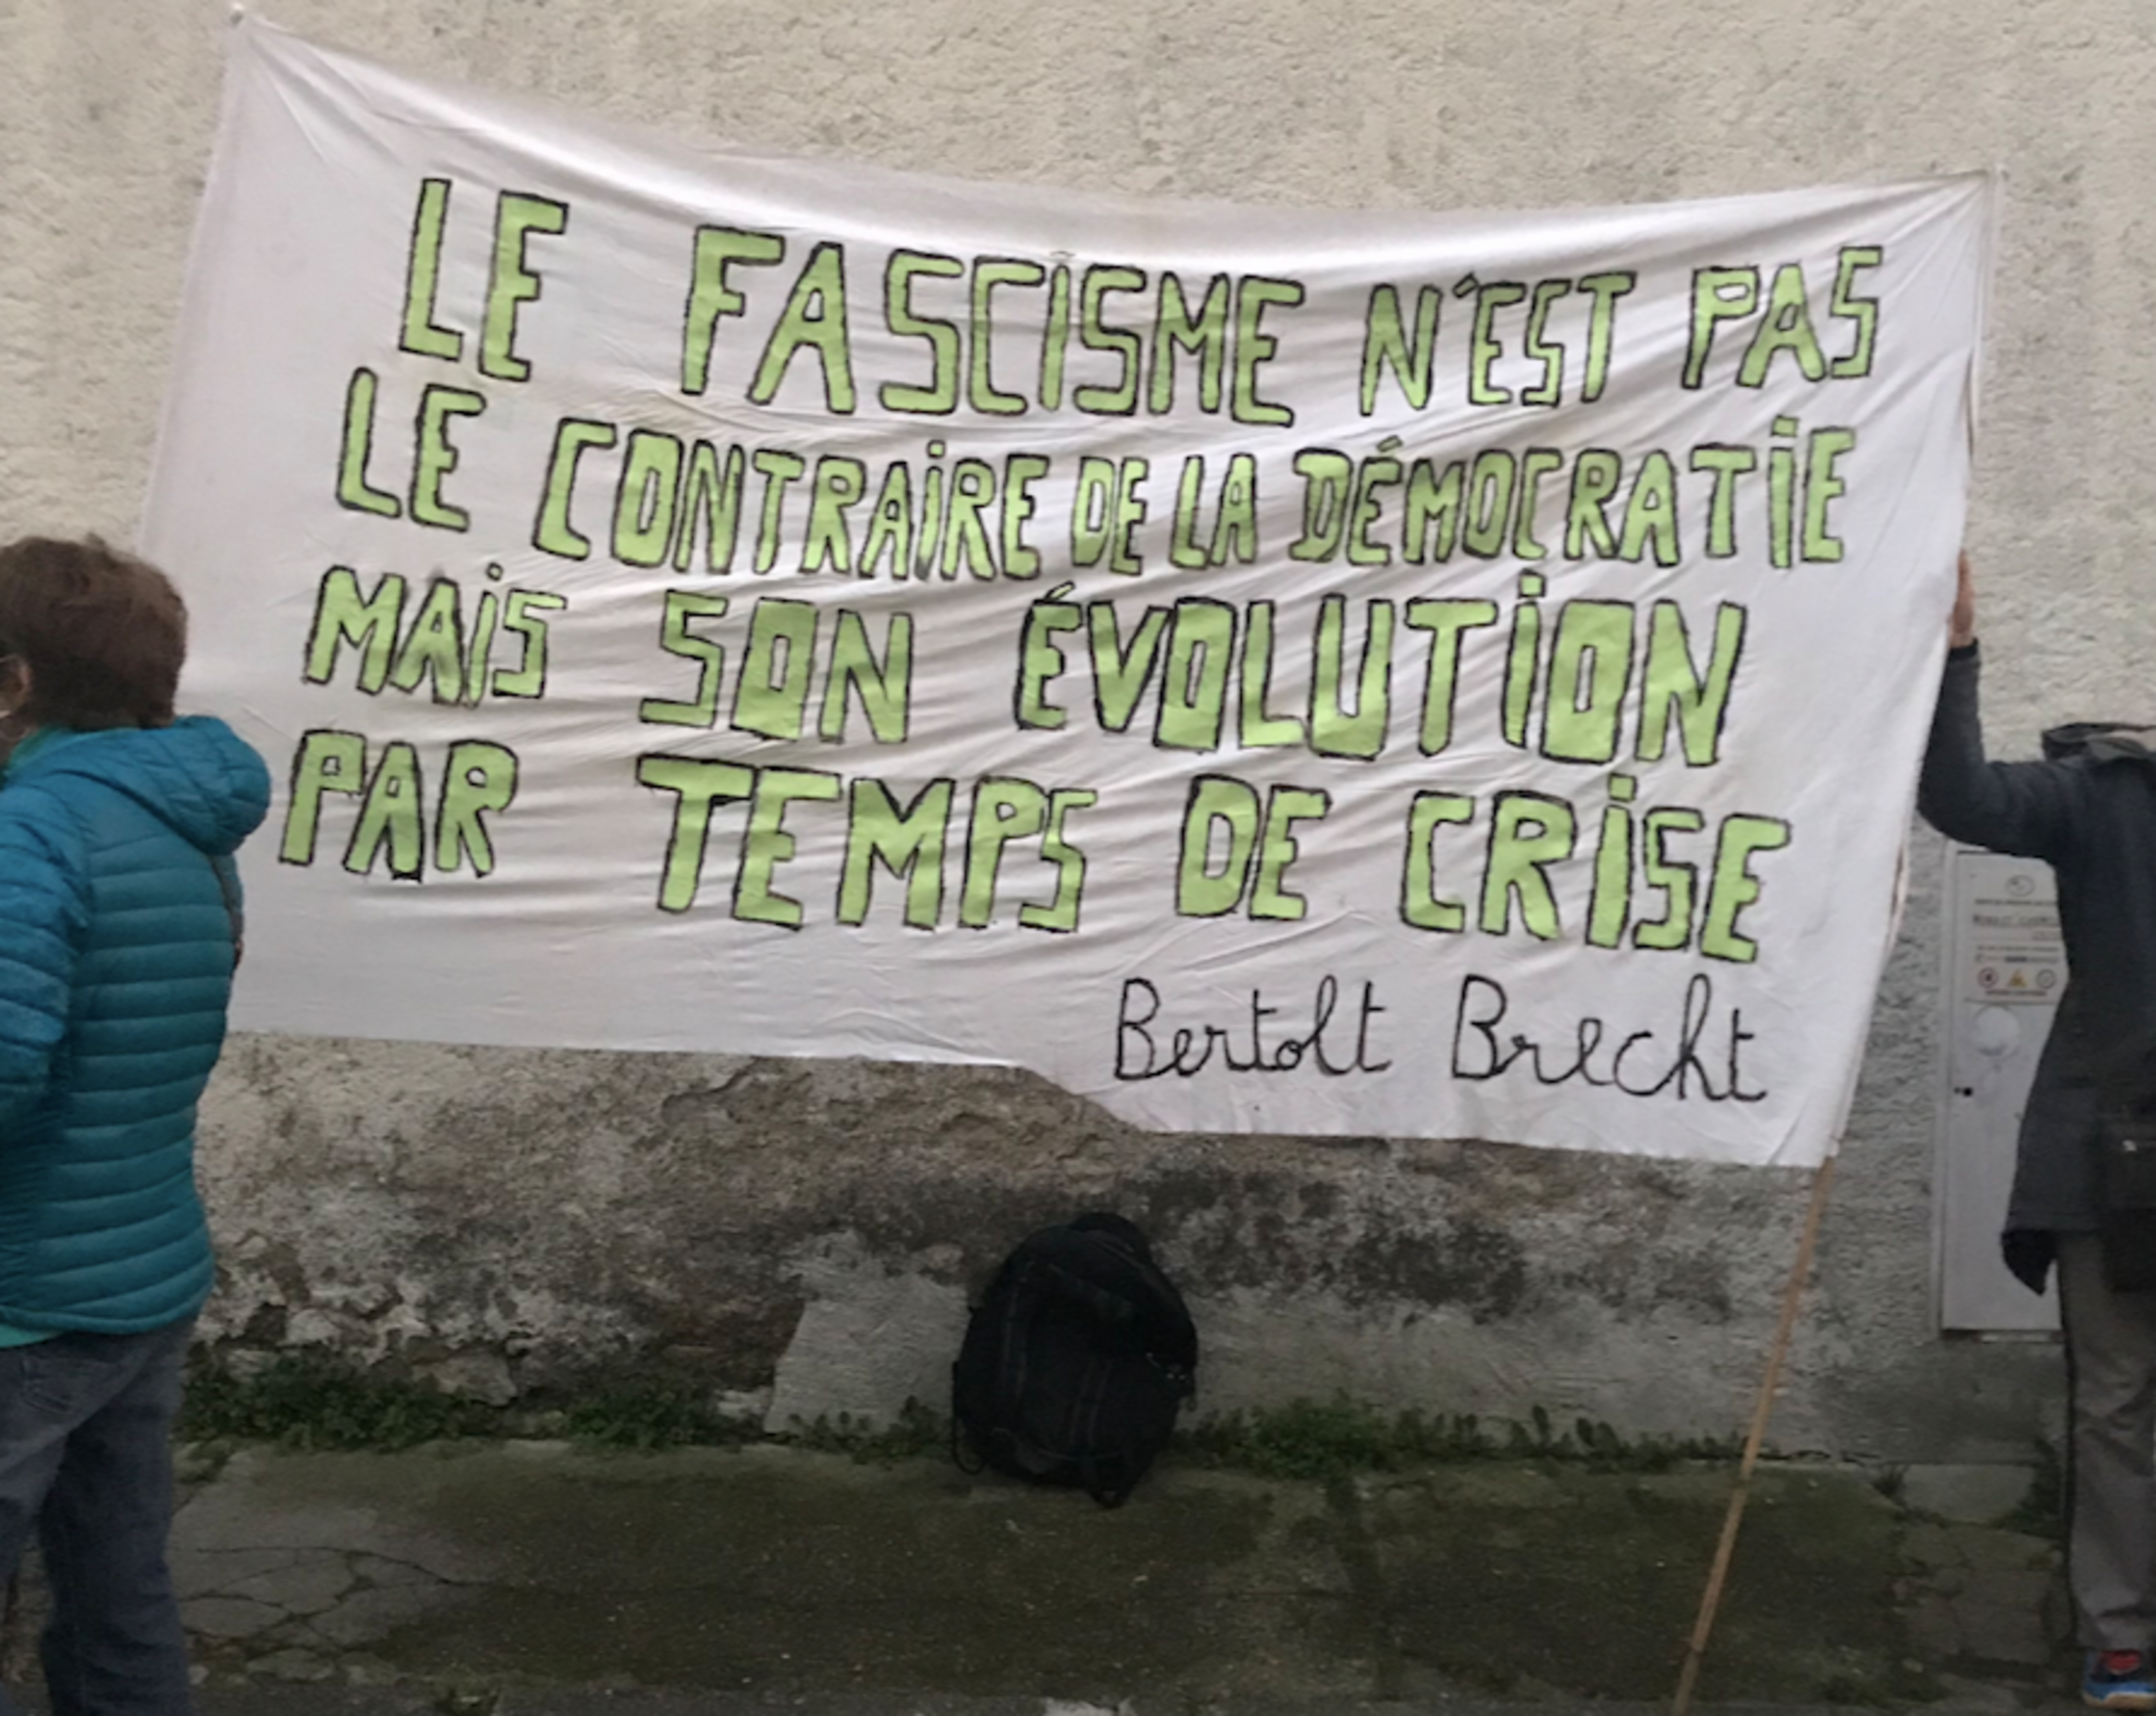 LE FASCISME N'EST PAS
LE CONTRAIRE DE LA DÉMOCRATIE
MAIS SON ÉVOLUTION
PAR TEMPS DE CRISE
Bertolt Brecht